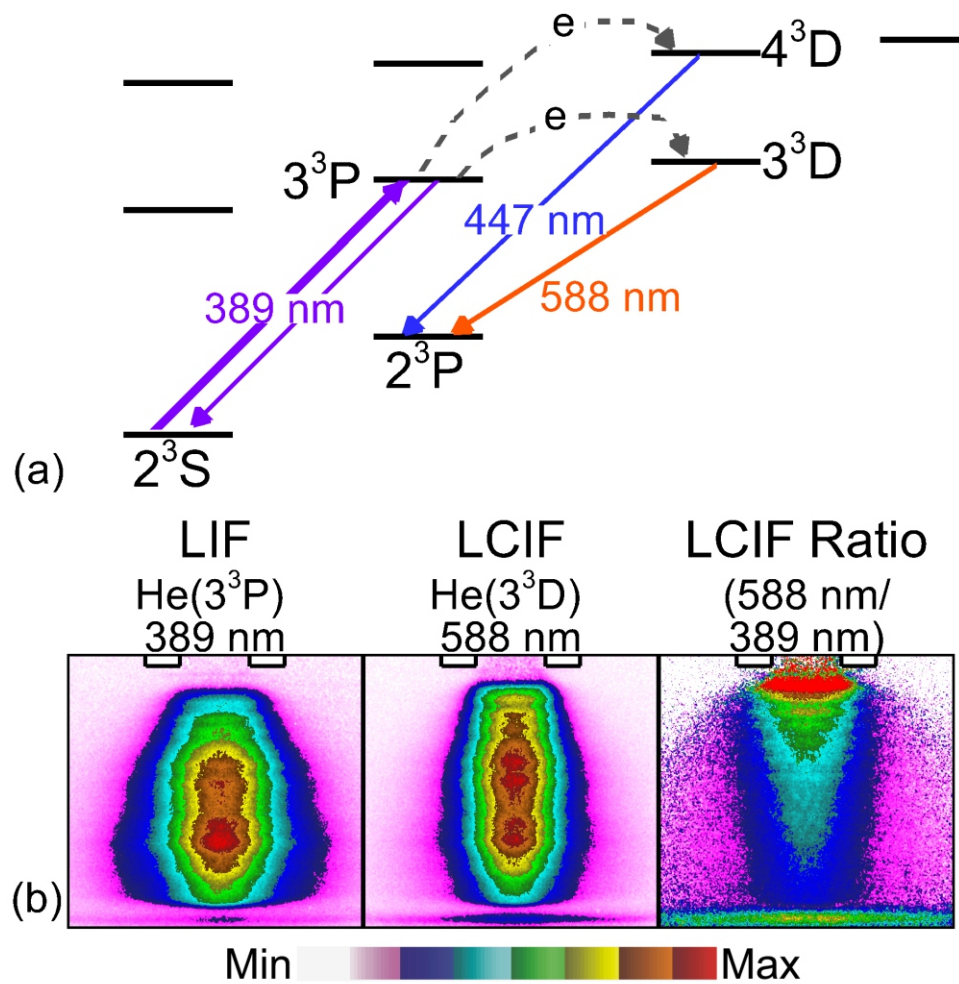 e
4³D
e
3³P
3³D
447 nm
389 nm
588 nm
2³P
2³S
(a)
LIF
He(3³P)
389 nm
LCIF
He(3³D)
588 nm
LCIF Ratio
(588 nm/
389 nm)
(b)
Min
Max